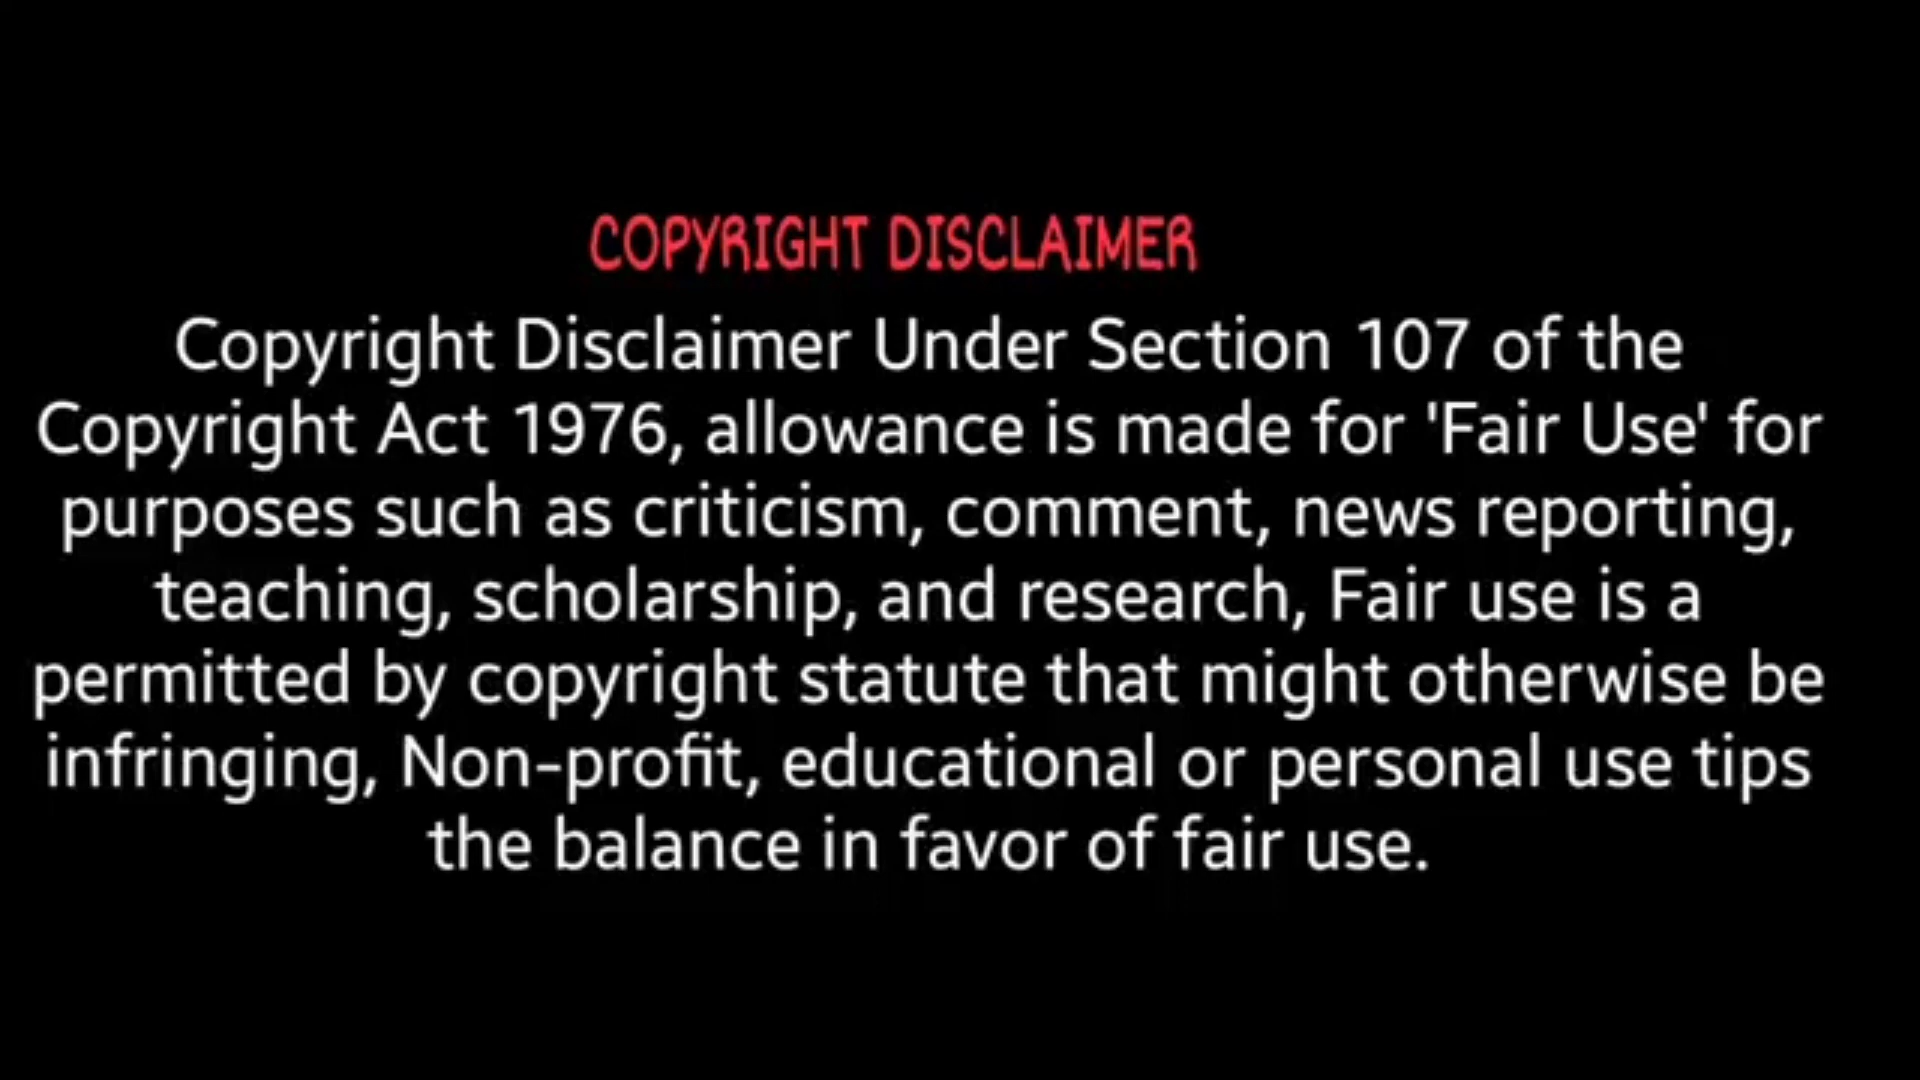 COPYRIGHT DISCLAIMER
Copyright Disclaimer Under Section 107 of the
Copyright Act 1976, allowance is made for 'Fair Use' for
purposes such as criticism, comment, news reporting,
teaching, scholarship, and research, Fair use is a
permitted by copyright statute that might otherwise be
infringing, Non-profit, educational or personal use tips
the balance in favor of fair use.